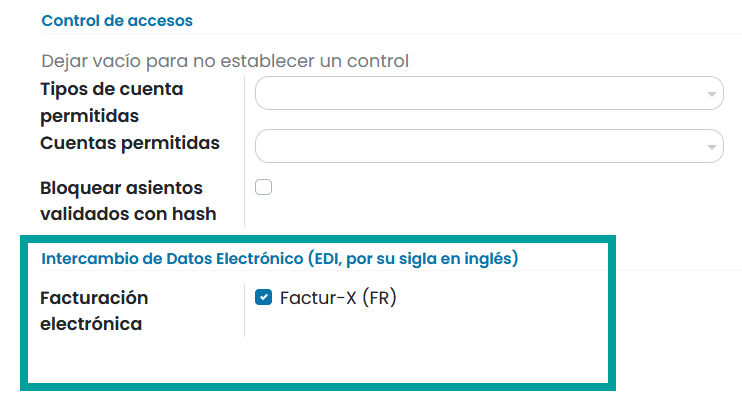 Control de accesos
Dejar vacío para no establecer un control
Tipos de cuenta
permitidas
Cuentas permitidas
Bloquear asientos
validados con hash
Intercambio de Datos Electrónico (EDI, por su sigla en inglés)
Facturación
electrónica
Factur-X (FR)